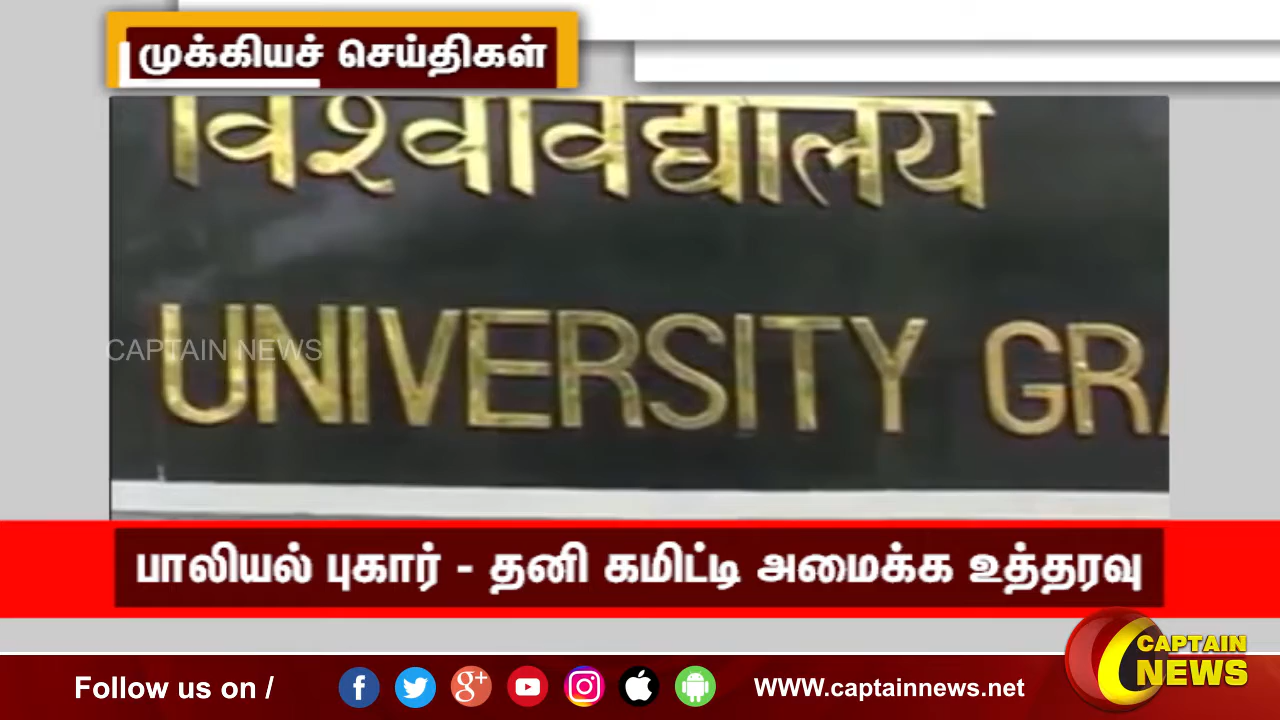 முக்கியச் செய்திகள்
विश्वविद्यालय
CAPTAIN NEWS
UNIVERSITY GRA
பாலியல் புகார் - தனி கமிட்டி அமைக்க உத்தரவு
CAPTAIN
NEWS
Follow us on / WWW.captainnews.net